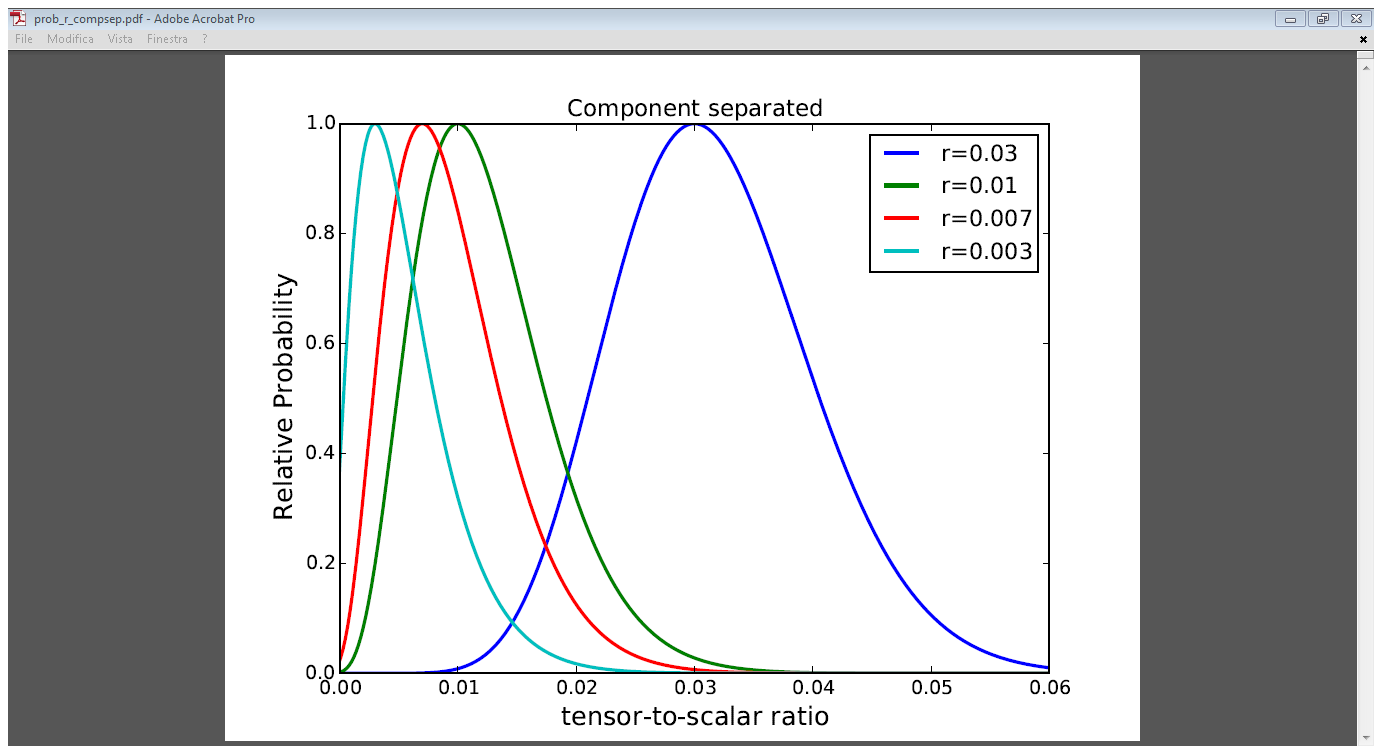 prob_r_compsep.pdf - Adobe Acrobat Pro
File Modifica Vista Finestra ?
Component separated
1.0
0.8
0.6
0.4
0.2
0.0
Relative Probability
r=0.03
r=0.01
r=0.007
r=0.003
0.00 0.01 0.02 0.03 0.04 0.05 0.06
tensor-to-scalar ratio